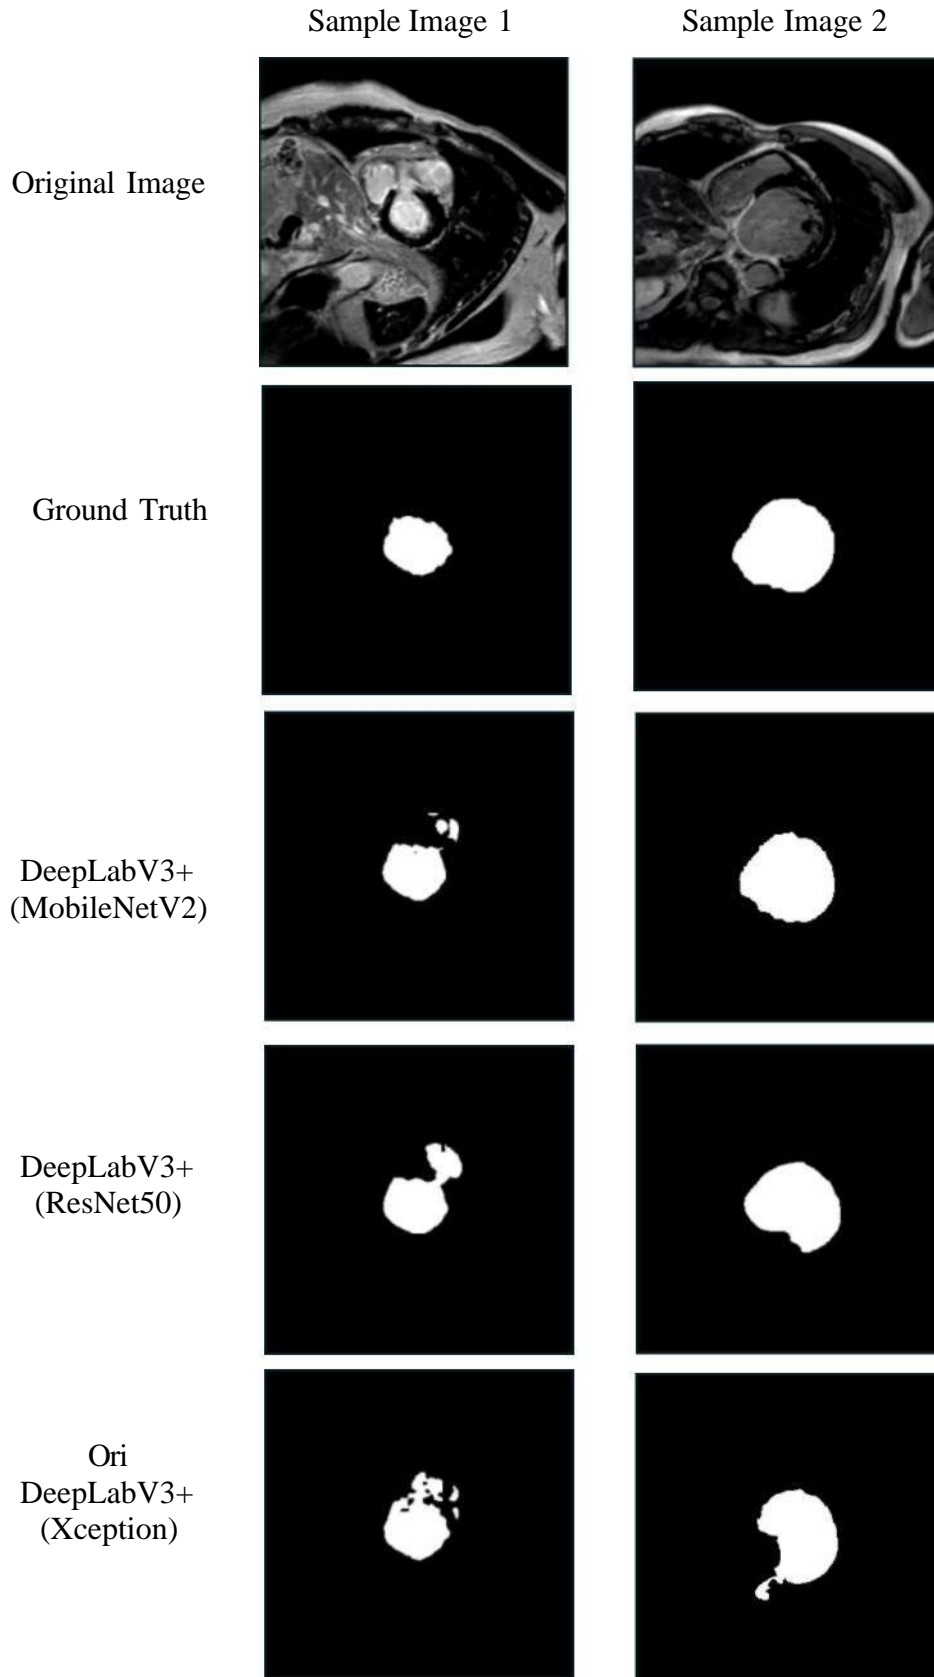 Sample Image 1
Sample Image 2
Original Image
Ground Truth
DeepLabV3+
(MobileNetV2)
DeepLabV3+
(ResNet50)
Ori
DeepLabV3+
(Xception)